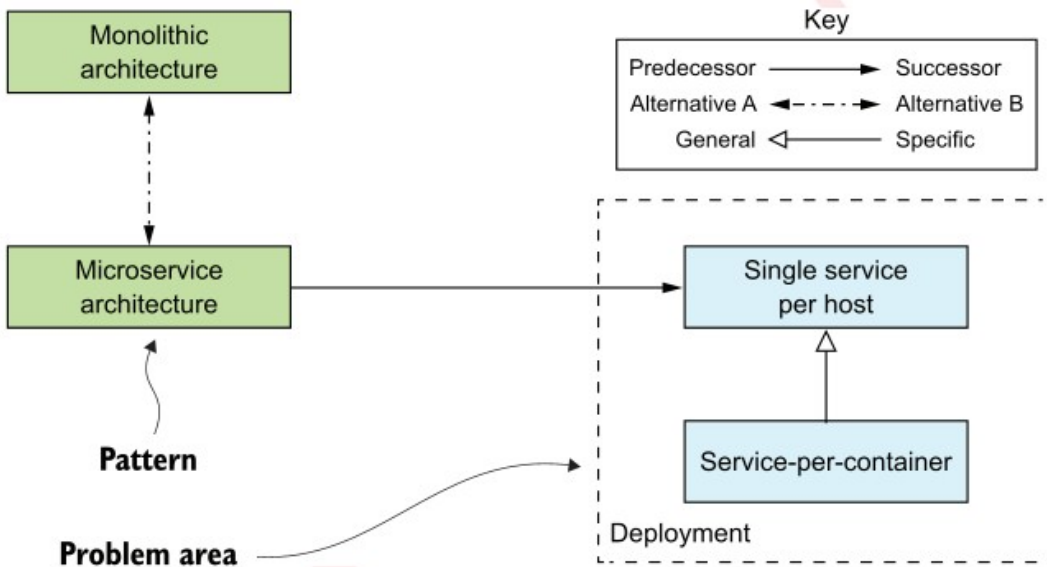 Monolithic
architecture
Key
Predecessor Successor
Alternative A Alternative B
General Specific
Microservice
architecture
Single service
per host
Pattern
Service-per-container
Deployment
Problem area